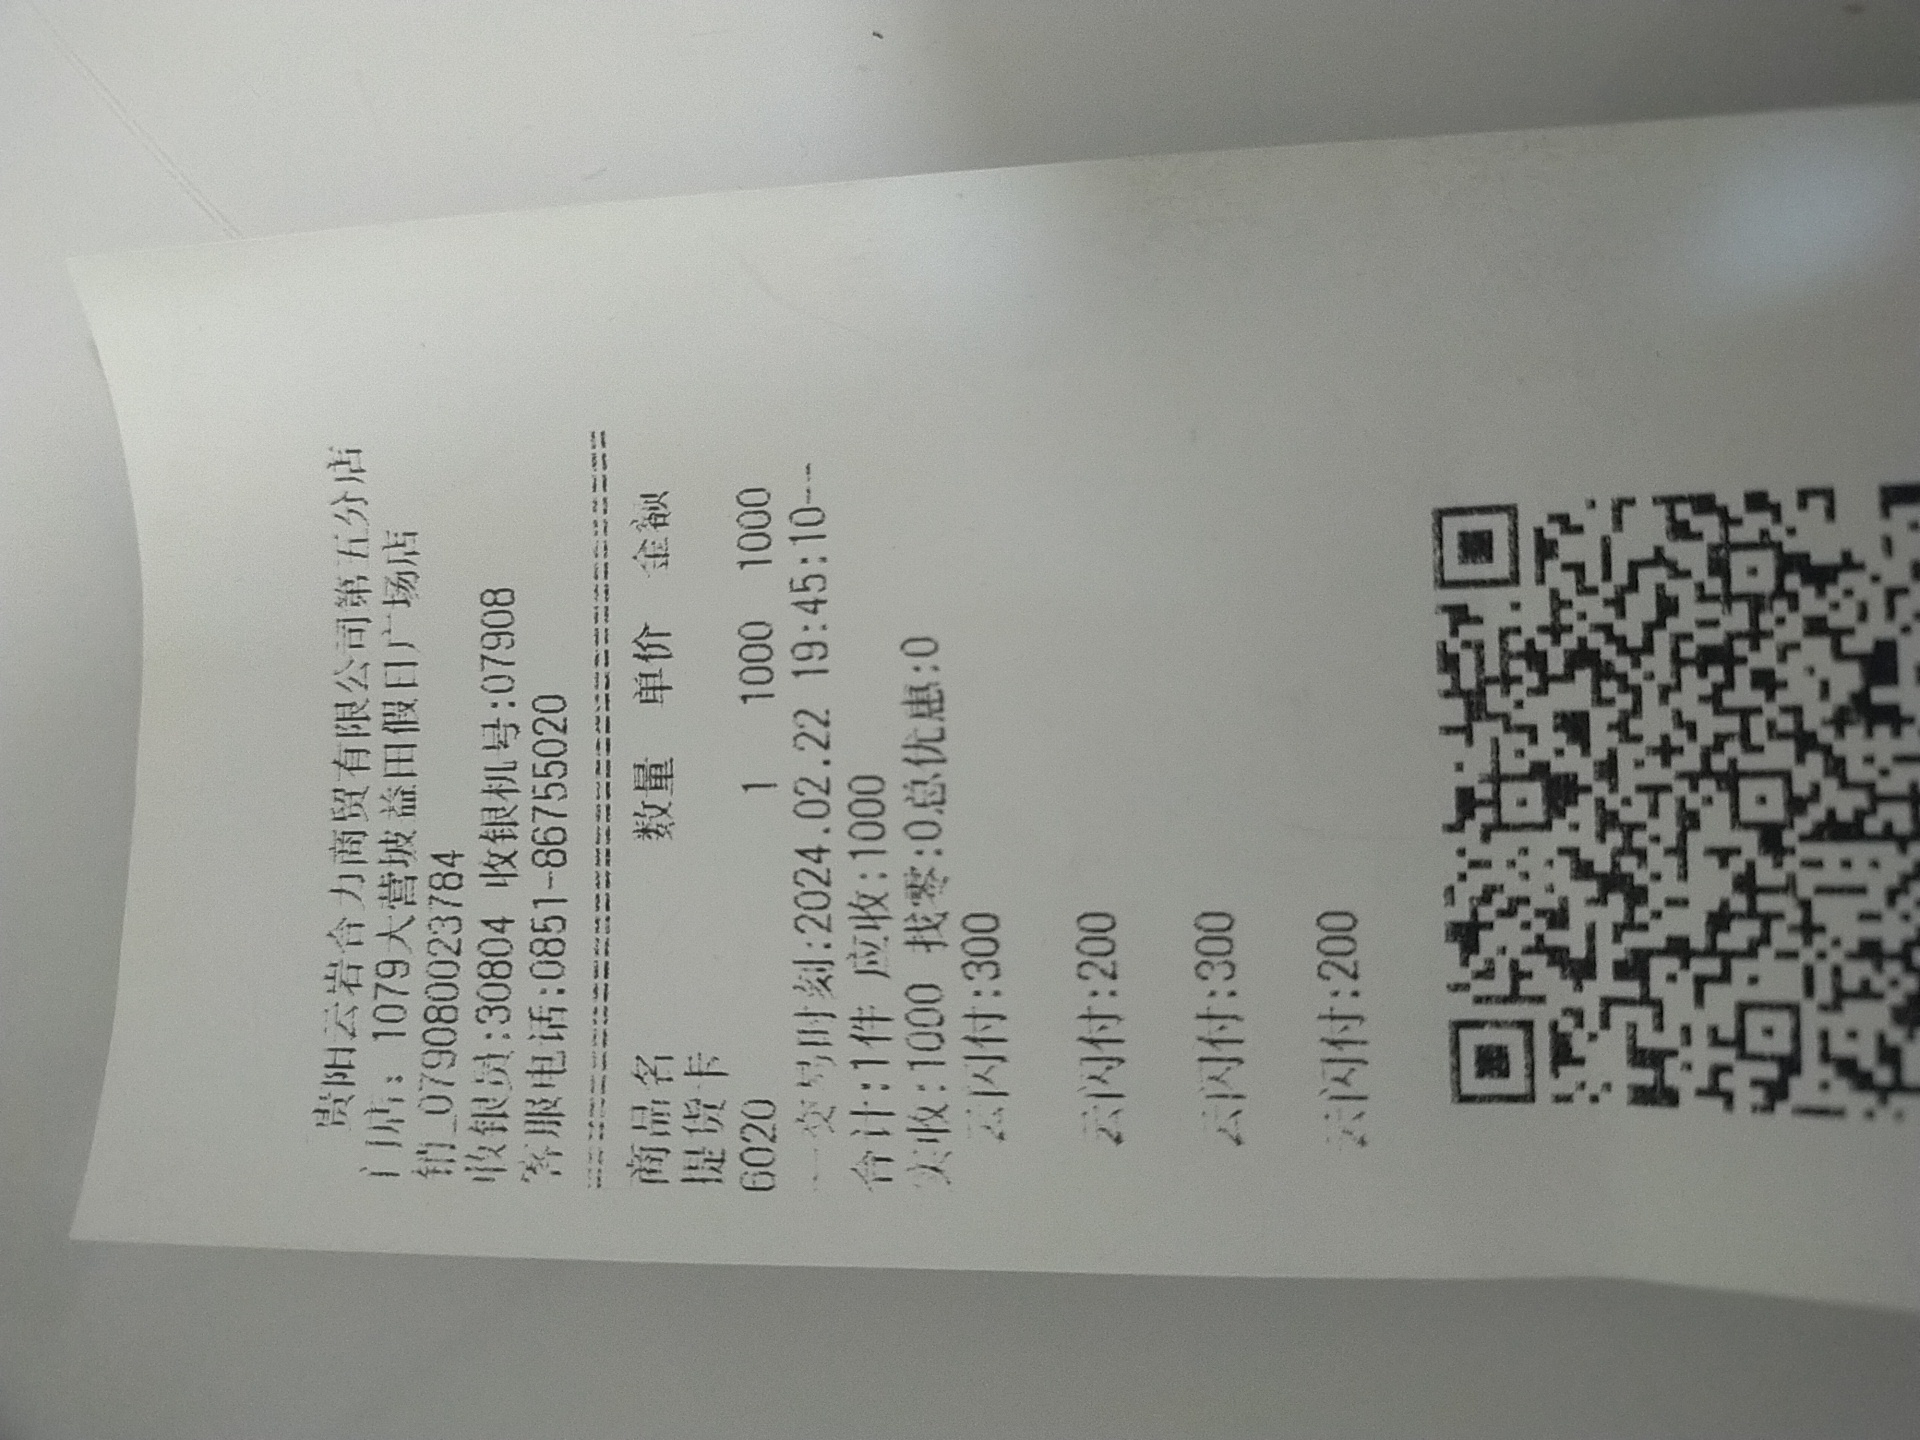 贵阳云岩合力商贸有限公司第五分店
门店: 1079大营坡益田假日广场店
销_0790800023784
收银员:30804 收银机号:07908
客服电话:0851-86755020
商品名 数量 单价 金额
提货卡
6020 1 1000 1000
--交易时刻:2024.02.22 19:45:10--
合计:1件 应收:1000
实收:1000 找零:0总优惠:0
云闪付:300
云闪付:200
云闪付:300
云闪付:200